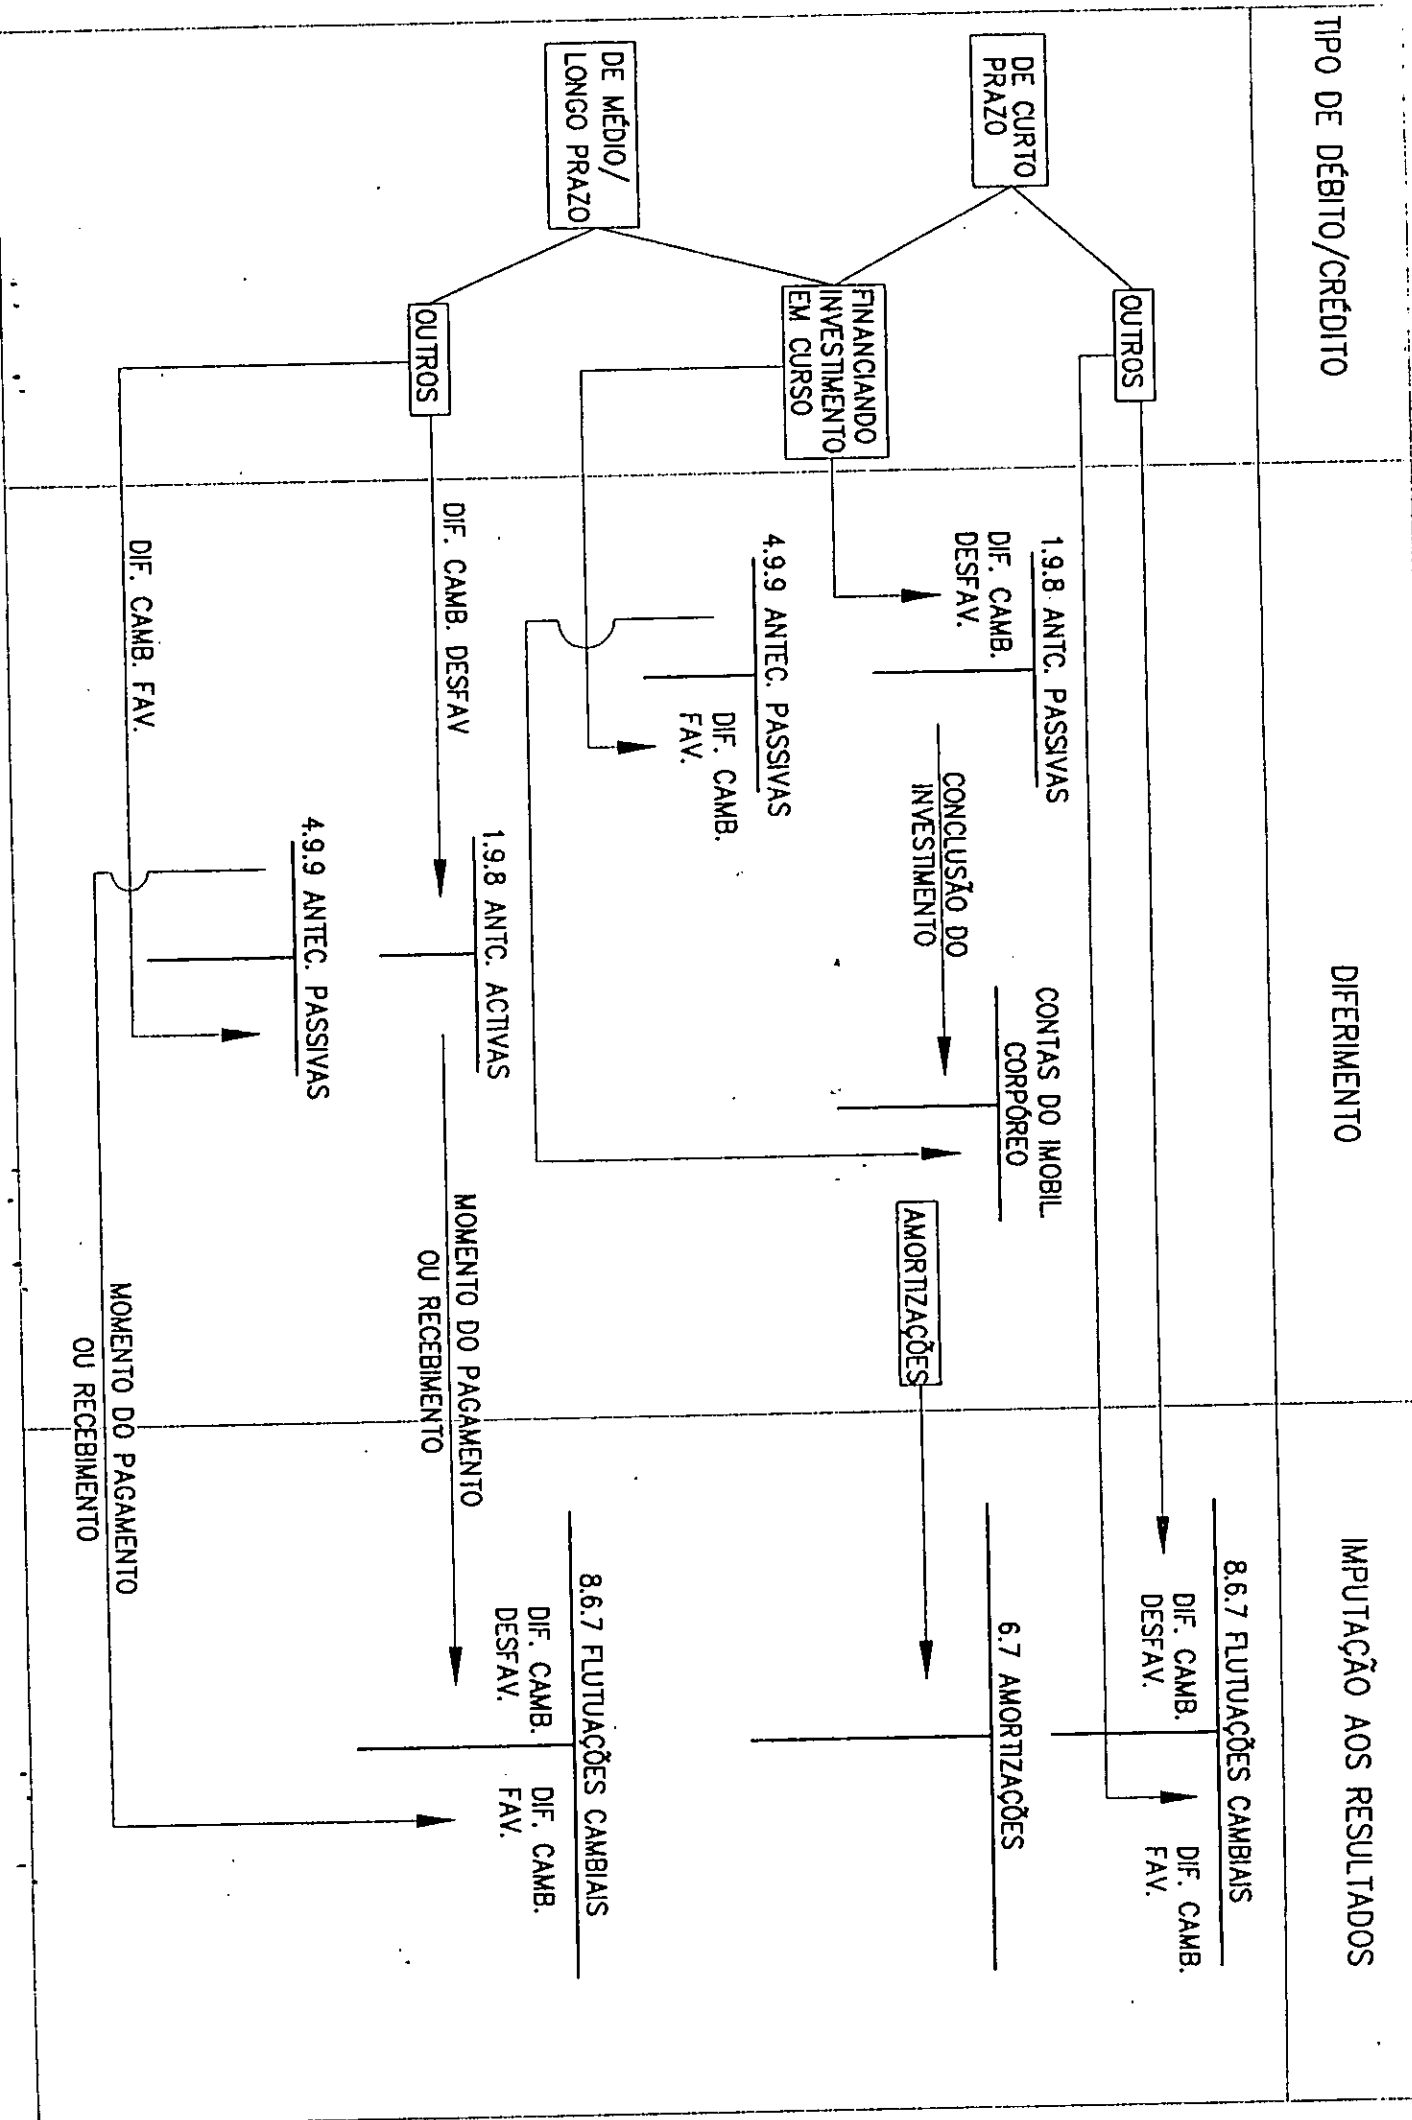 TIPO DE DÉBITO/CRÉDITO
DIFERIMENTO
IMPUTAÇÃO AOS RESULTADOS
DE CURTO
PRAZO
OUTROS
FINANCIANDO
INVESTIMENTO
EM CURSO
DE MÉDIO/
LONGO PRAZO
OUTROS
1.9.8 ANTC. PASSIVAS
DIF. CAMB.
DESFAV.
CONCLUSÃO DO
INVESTIMENTO
CONTAS DO IMOBIL.
CORPÓREO
AMORTIZAÇÕES
4.9.9 ANTEC. PASSIVAS
DIF. CAMB.
FAV.
DIF. CAMB. DESFAV
1.9.8 ANTC. ACTIVAS
MOMENTO DO PAGAMENTO
OU RECEBIMENTO
4.9.9 ANTEC. PASSIVAS
DIF. CAMB. FAV.
MOMENTO DO PAGAMENTO
OU RECEBIMENTO
8.6.7 FLUTUAÇÕES CAMBIAIS
DIF. CAMB.
DESFAV.
DIF. CAMB.
FAV.
6.7 AMORTIZAÇÕES
8.6.7 FLUTUAÇÕES CAMBIAIS
DIF. CAMB.
DESFAV.
DIF. CAMB.
FAV.